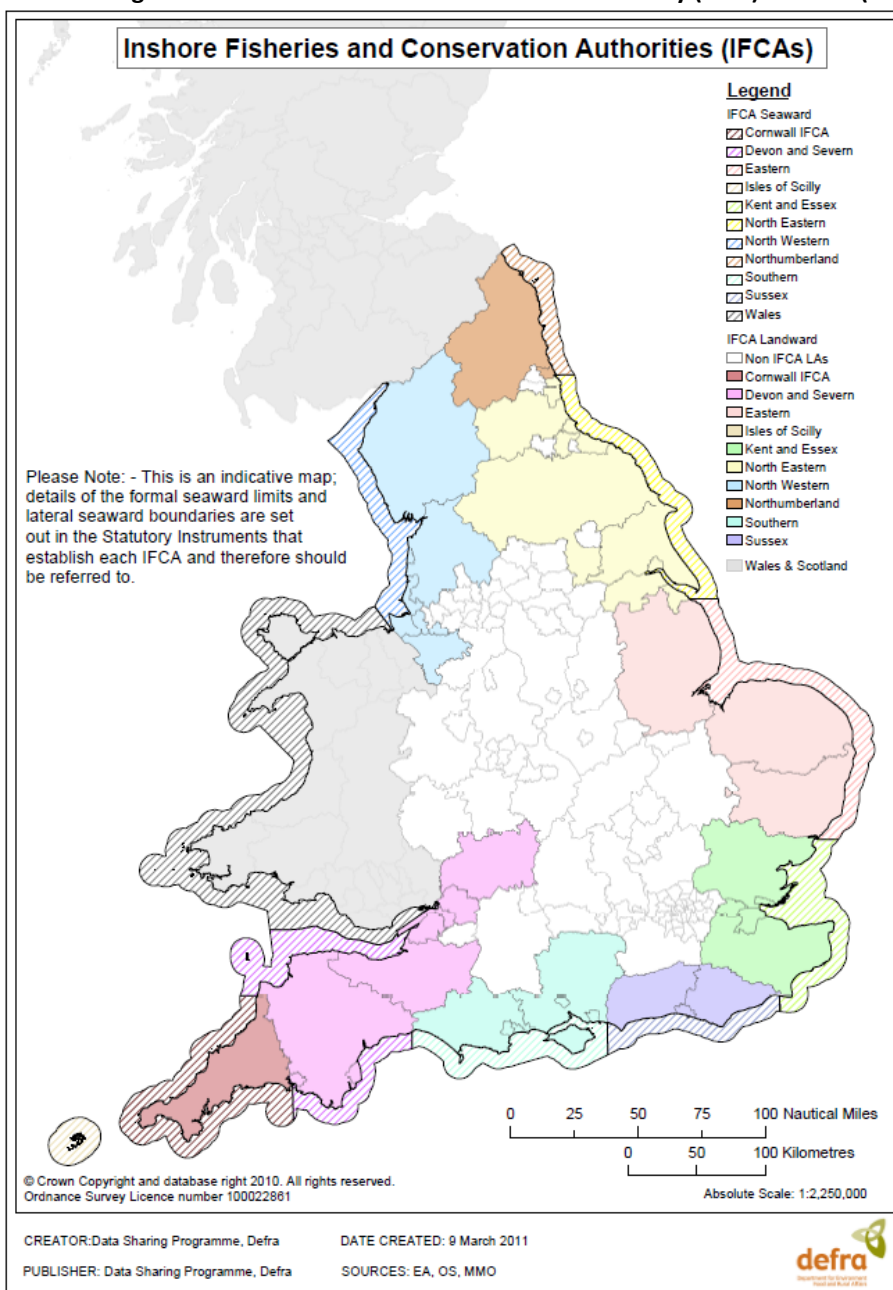 Inshore Fisheries and Conservation Authorities (IFCAs)
Legend
IFCA Seaward
Cornwall IFCA
Devon and Severn
Eastern
Isles of Scilly
Kent and Essex
North Eastern
North Western
Northumberland
Southern
Sussex
Wales
IFCA Landward
Non IFCA LAs
Cornwall IFCA
Devon and Severn
Eastern
Isles of Scilly
Kent and Essex
North Eastern
North Western
Northumberland
Southern
Sussex
Wales & Scotland
Please Note: - This is an indicative map;
details of the formal seaward limits and
lateral seaward boundaries are set
out in the Statutory Instruments that
establish each IFCA and therefore should
be referred to.
0 25 50 75 100 Nautical Miles
0 50 100 Kilometres
Absolute Scale: 1:2,250,000
© Crown Copyright and database right 2010. All rights reserved.
Ordnance Survey Licence number 100022861
CREATOR:Data Sharing Programme, Defra
DATE CREATED: 9 March 2011
PUBLISHER: Data Sharing Programme, Defra
SOURCES: EA, OS, MMO
defra
Department for Environment
Food and Rural Affairs